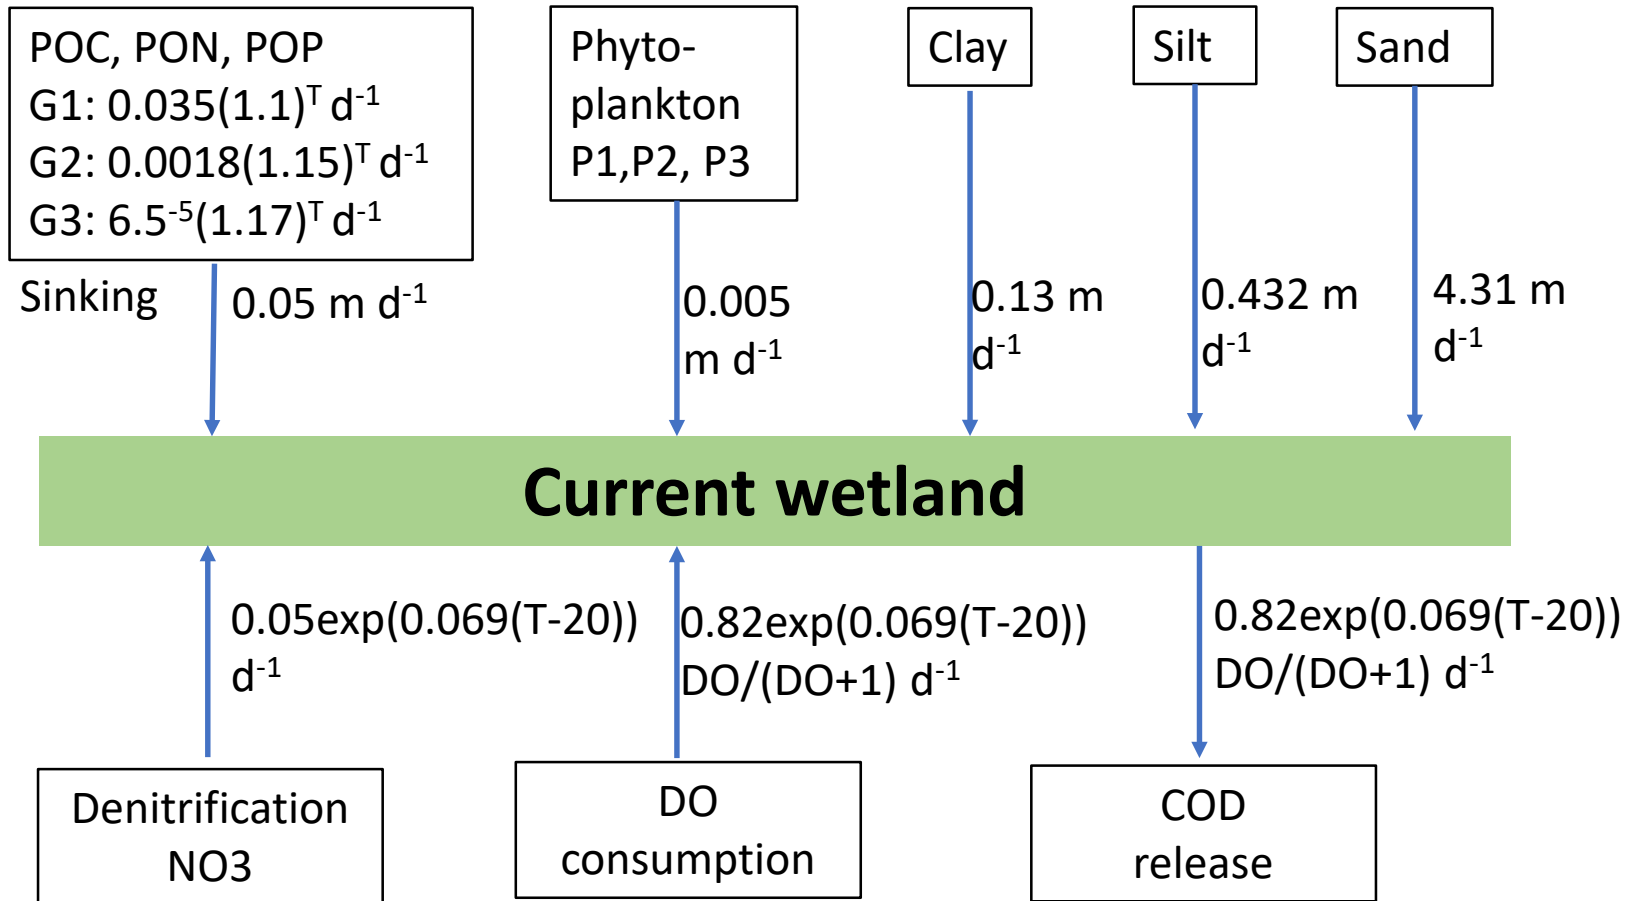 POC, PON, POP
G1: 0.035(1.1)ᵀ d⁻¹
G2: 0.0018(1.15)ᵀ d⁻¹
G3: 6.5⁻⁵(1.17)ᵀ d⁻¹
Phyto-
plankton
P1,P2, P3
Clay
Silt
Sand
Sinking
0.05 m d⁻¹
0.005
m d⁻¹
0.13 m
d⁻¹
0.432 m
d⁻¹
4.31 m
d⁻¹
Current wetland
0.05exp(0.069(T-20))
d⁻¹
0.82exp(0.069(T-20))
DO/(DO+1) d⁻¹
0.82exp(0.069(T-20))
DO/(DO+1) d⁻¹
Denitrification
NO3
DO
consumption
COD
release